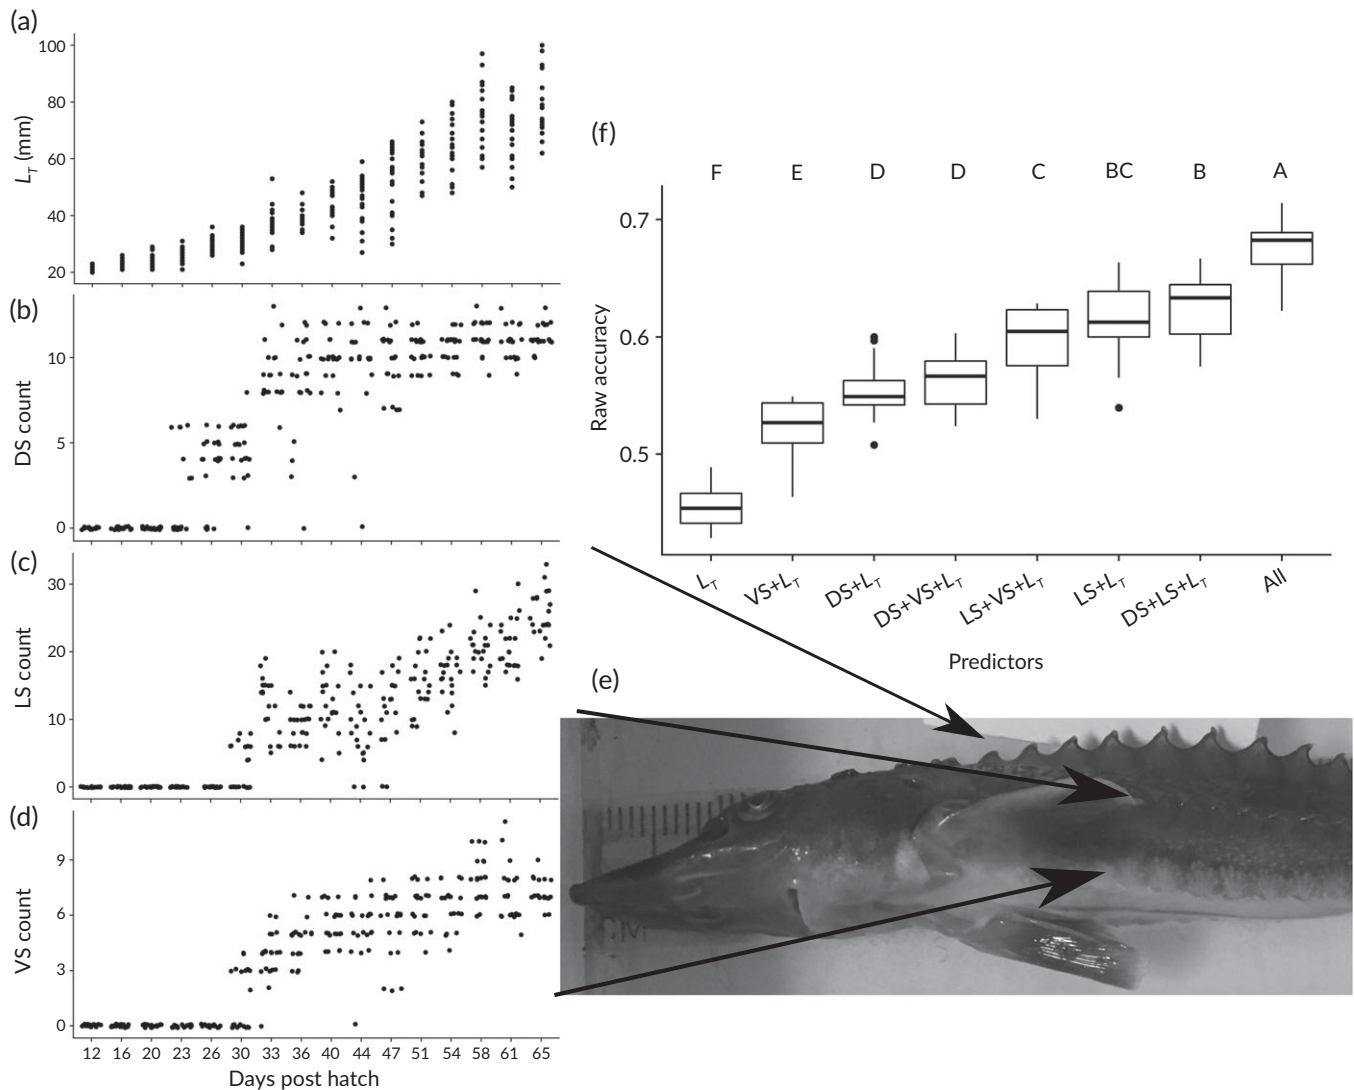 (a)
100
80
60
40
20
L_T (mm)
(b)
10
5
0
DS count
(c)
30
20
10
0
LS count
(d)
9
6
3
0
VS count
12 16 20 23 26 30 33 36 40 44 47 51 54 58 61 65
Days post hatch
(f)
F E D D C BC B A
0.7
0.6
0.5
Raw accuracy
L_T
VS+L_T
DS+L_T
DS+VS+L_T
LS+VS+L_T
LS+L_T
DS+LS+L_T
All
Predictors
(e)